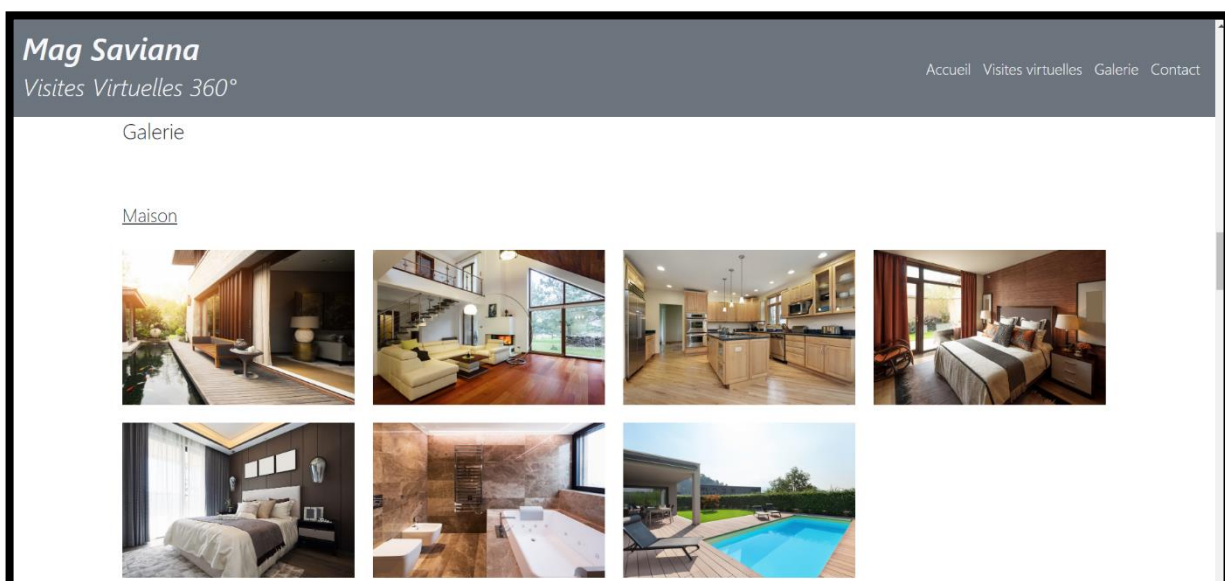 Mag Saviana
Visites Virtuelles 360°
Accueil Visites virtuelles Galerie Contact
Galerie
Maison